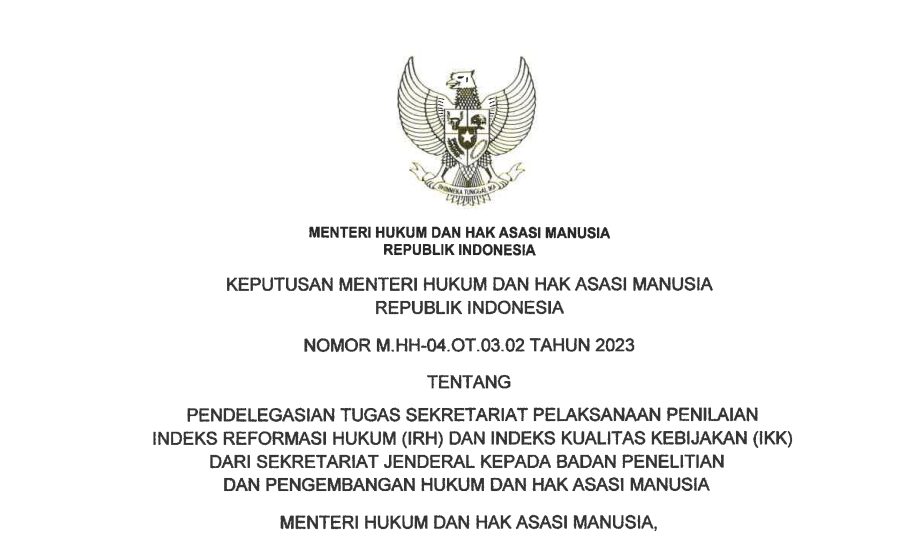 BHINNEKA TUNGGAL IKA
MENTERI HUKUM DAN HAK ASASI MANUSIA
REPUBLIK INDONESIA
KEPUTUSAN MENTERI HUKUM DAN HAK ASASI MANUSIA
REPUBLIK INDONESIA
NOMOR M.HH-04.OT.03.02 TAHUN 2023
TENTANG
PENDELEGASIAN TUGAS SEKRETARIAT PELAKSANAAN PENILAIAN
INDEKS REFORMASI HUKUM (IRH) DAN INDEKS KUALITAS KEBIJAKAN (IKK)
DARI SEKRETARIAT JENDERAL KEPADA BADAN PENELITIAN
DAN PENGEMBANGAN HUKUM DAN HAK ASASI MANUSIA
MENTERI HUKUM DAN HAK ASASI MANUSIA,